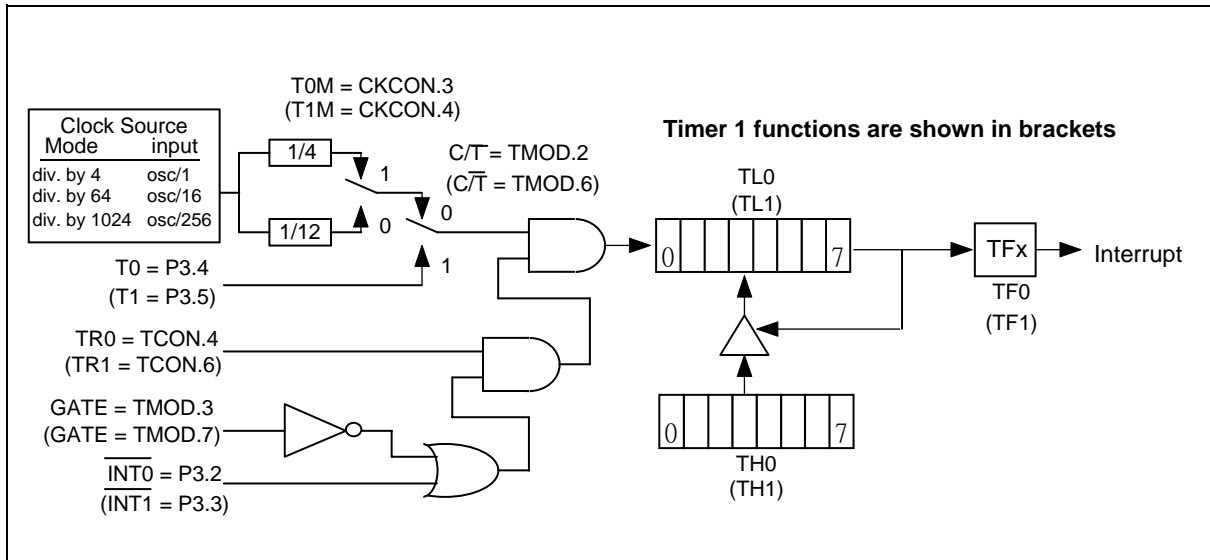 T0M = CKCON.3
(T1M = CKCON.4)
Clock Source
Mode input
div. by 4 osc/1
div. by 64 osc/16
div. by 1024 osc/256
1/4
1/12
1
0
C/T̅ = TMOD.2
(C/T̅ = TMOD.6)
0
1
T0 = P3.4
(T1 = P3.5)
TR0 = TCON.4
(TR1 = TCON.6)
GATE = TMOD.3
(GATE = TMOD.7)
I̅N̅T̅0̅ = P3.2
(I̅N̅T̅1̅ = P3.3)
Timer 1 functions are shown in brackets
TL0
(TL1)
0 7
TFx
Interrupt
TF0
(TF1)
0 7
TH0
(TH1)